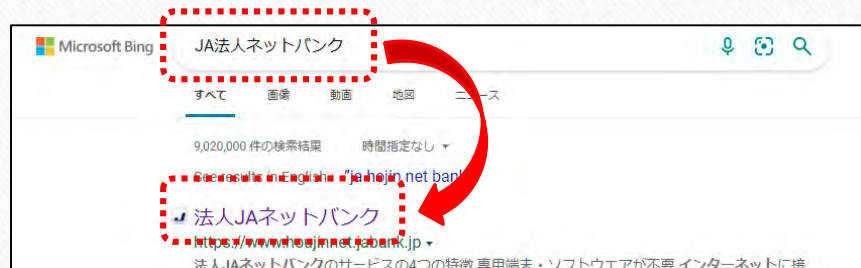 Microsoft Bing
JA法人ネットバンク
すべて 画像 動画 地図 ニュース
9,020,000 件の検索結果 時間指定なし
See results in English "ja hojin net bank
法人JAネットバンク
https://www.houjinnet.jabank.jp
法人JAネットバンクのサービスの4つの特徴 専用端末・ソフトウエアが不要 インターネットに接